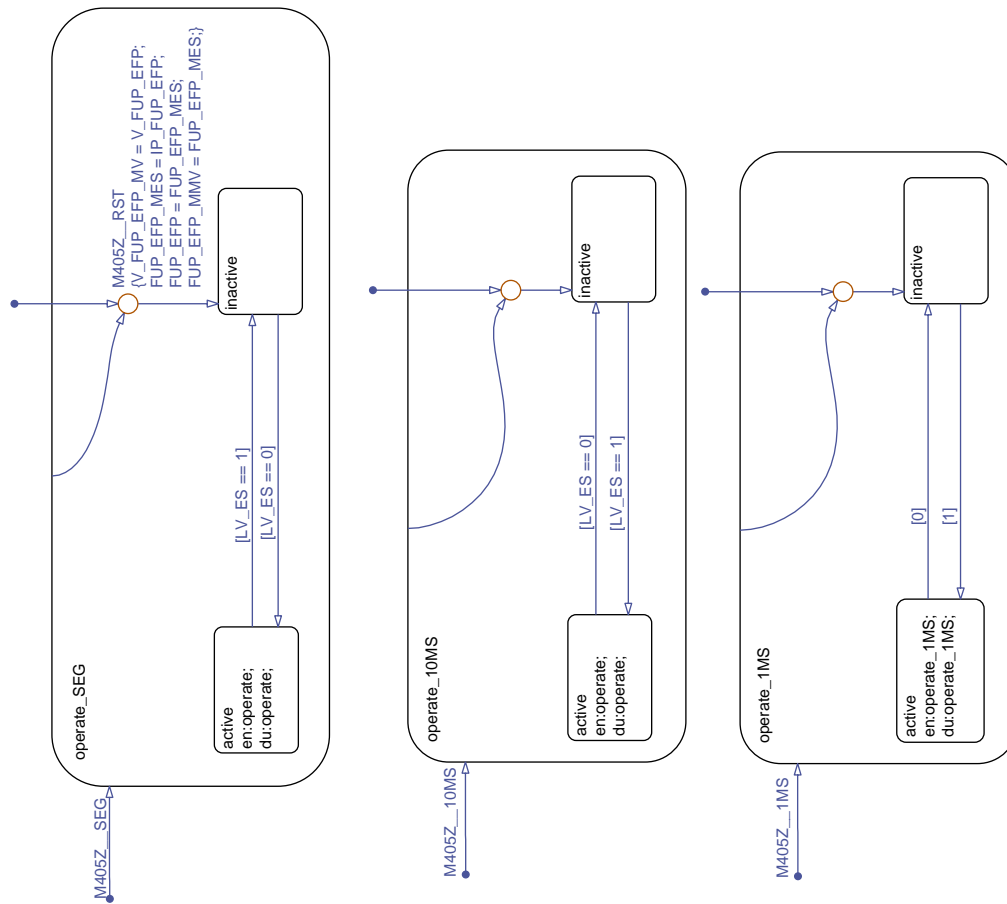 M405Z__SEG
operate_SEG
M405Z__RST
{V_FUP_EFP_MV = V_FUP_EFP;
FUP_EFP_MES = IP_FUP_EFP;
FUP_EFP = FUP_EFP_MES;
FUP_EFP_MMV = FUP_EFP_MES;}
active
en:operate;
du:operate;
[LV_ES == 1]
[LV_ES == 0]
inactive
M405Z__10MS
operate_10MS
active
en:operate;
du:operate;
[LV_ES == 0]
[LV_ES == 1]
inactive
M405Z__1MS
operate_1MS
active
en:operate_1MS;
du:operate_1MS;
[0]
[1]
inactive